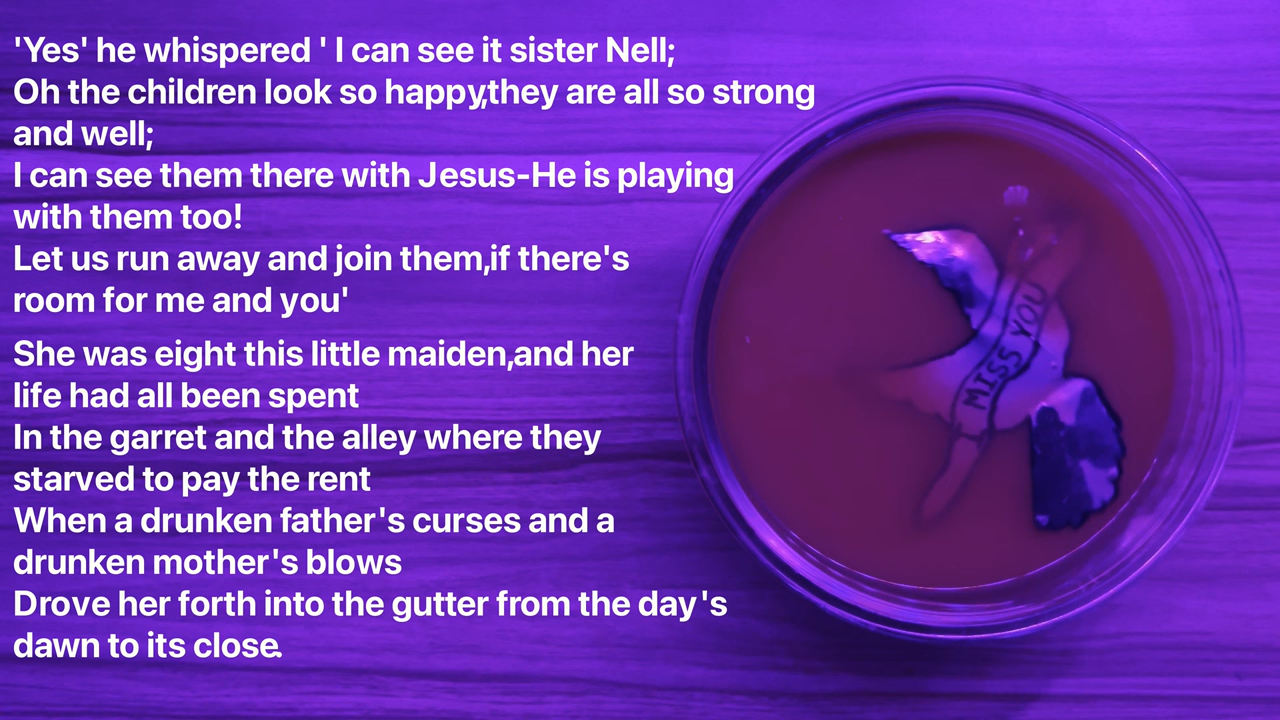 'Yes' he whispered ' I can see it sister Nell;
Oh the children look so happy,they are all so strong
and well;
I can see them there with Jesus-He is playing
with them too!
Let us run away and join them,if there's
room for me and you'
She was eight this little maiden,and her
life had all been spent
In the garret and the alley where they
starved to pay the rent
When a drunken father's curses and a
drunken mother's blows
Drove her forth into the gutter from the day's
dawn to its close.
MISS YOU